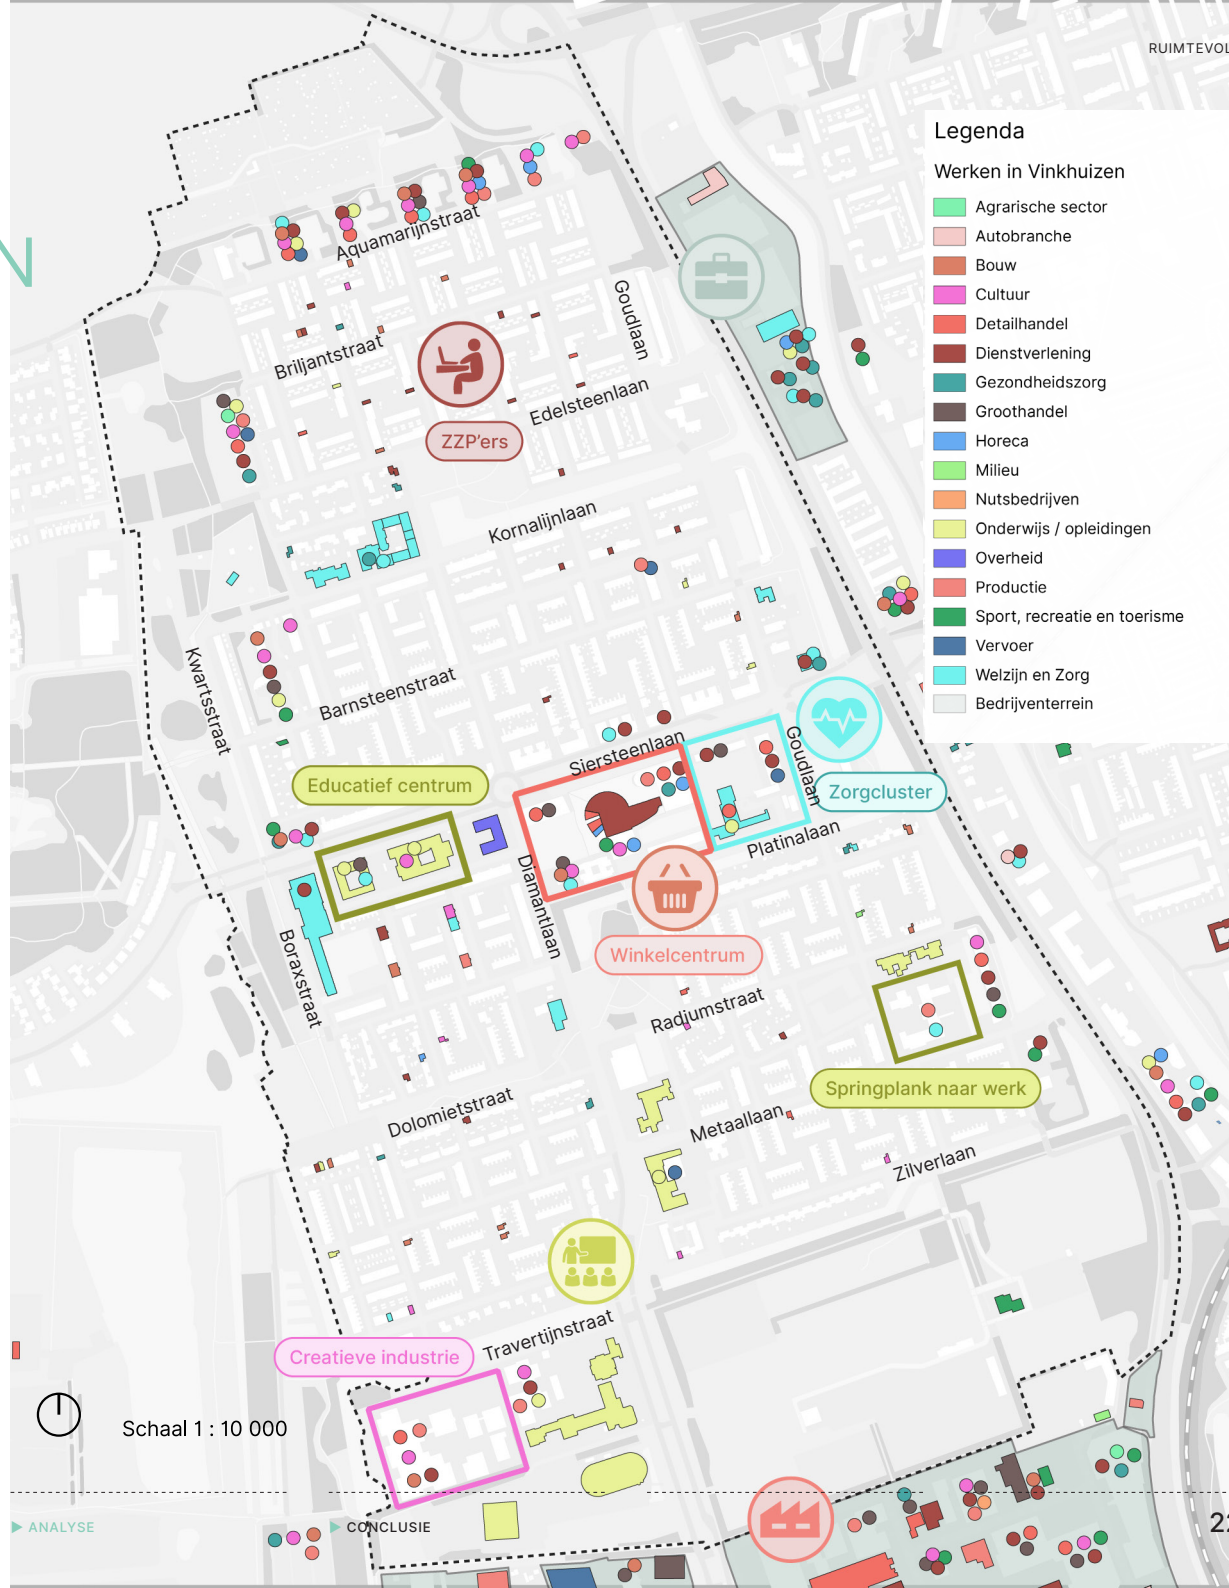 RUIMTEVOL
N
Legenda
Werken in Vinkhuizen
Agrarische sector
Autobranche
Bouw
Cultuur
Detailhandel
Dienstverlening
Gezondheidszorg
Groothandel
Horeca
Milieu
Nutsbedrijven
Onderwijs / opleidingen
Overheid
Productie
Sport, recreatie en toerisme
Vervoer
Welzijn en Zorg
Bedrijventerrein
Aquamarijnstraat
Goudlaan
Briljantstraat
Edelsteenlaan
ZZP'ers
Kornalijnlaan
Kwartsstraat
Barnsteenstraat
Siersteenlaan
Goudlaan
Educatief centrum
Zorgcluster
Platinalaan
Diamantlaan
Boraxstraat
Winkelcentrum
Radiumstraat
Springplank naar werk
Dolomietstraat
Metaallaan
Zilverlaan
Travertijnstraat
Creatieve industrie
Schaal 1 : 10 000
ANALYSE
CONCLUSIE
22